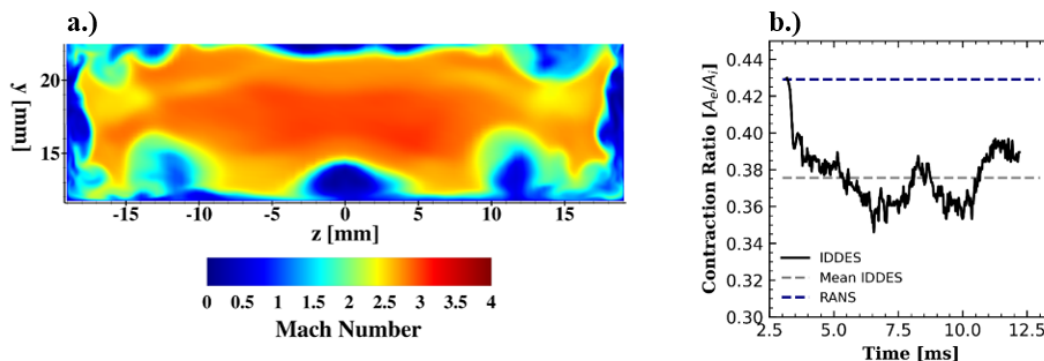 a.)
20
15
y [mm]
-15 -10 -5 0 5 10 15
z [mm]
0 0.5 1 1.5 2 2.5 3 3.5 4
Mach Number
b.)
0.44
0.42
0.40
0.38
0.36
0.34
0.32
0.30
Contraction Ratio [A_e/A_i]
IDDES
Mean IDDES
RANS
2.5 5.0 7.5 10.0 12.5
Time [ms]